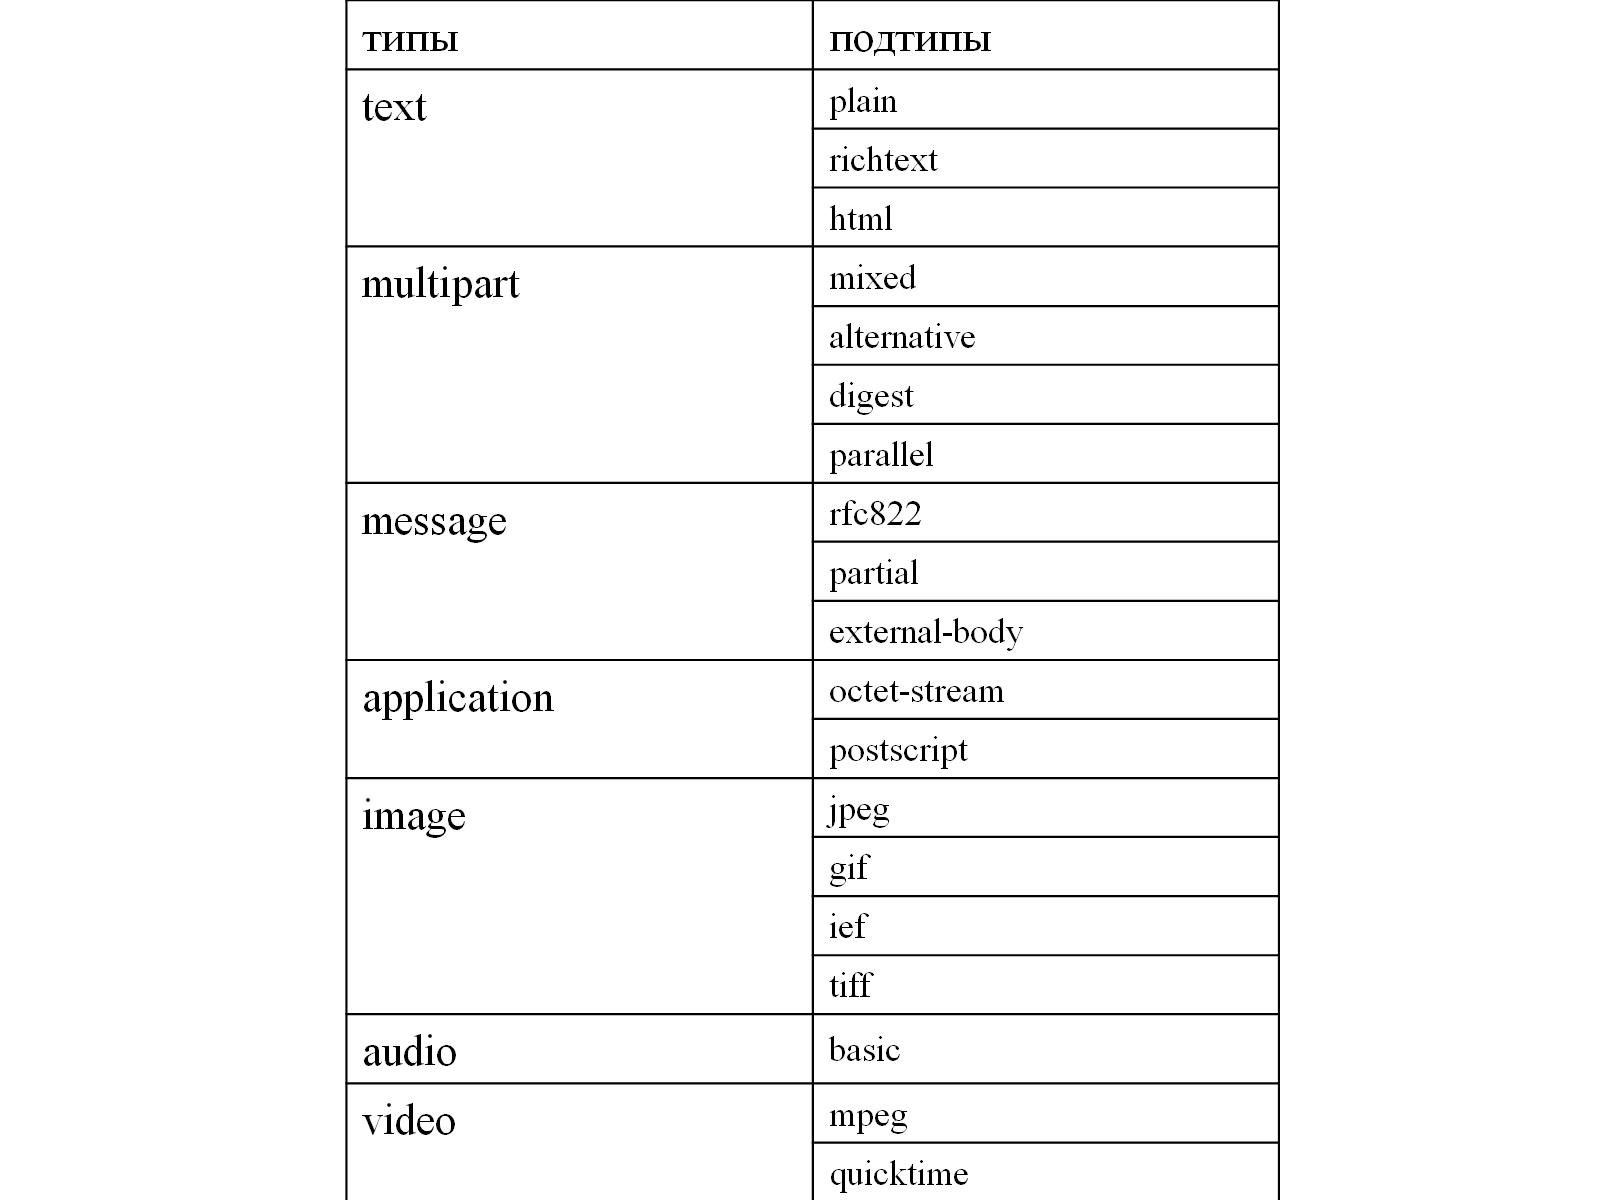 типы подтипы
text plain
richtext
html
multipart mixed
alternative
digest
parallel
message rfc822
partial
external-body
application octet-stream
postscript
image jpeg
gif
ief
tiff
audio basic
video mpeg
quicktime